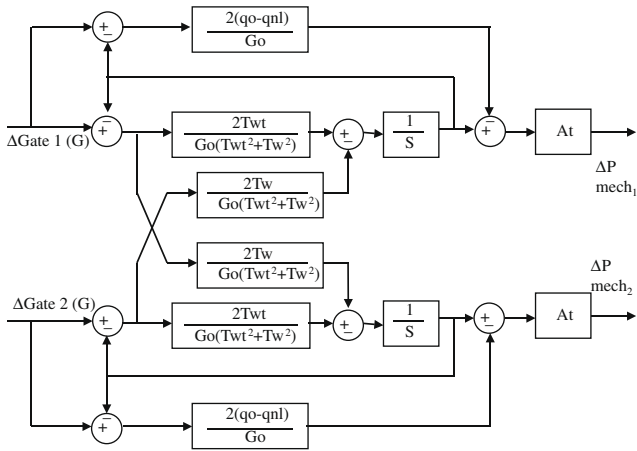 2(qo-qnl)
Go
+
−
−
+
+
−
2Twt
Go(Twt²+Tw²)
+
−
1
S
+
−
At
ΔGate 1 (G)
ΔP
mech₁
2Tw
Go(Twt²+Tw²)
2Tw
Go(Twt²+Tw²)
ΔGate 2 (G)
ΔP
mech₂
+
−
2Twt
Go(Twt²+Tw²)
+
−
1
S
+
−
At
−
+
2(qo-qnl)
Go